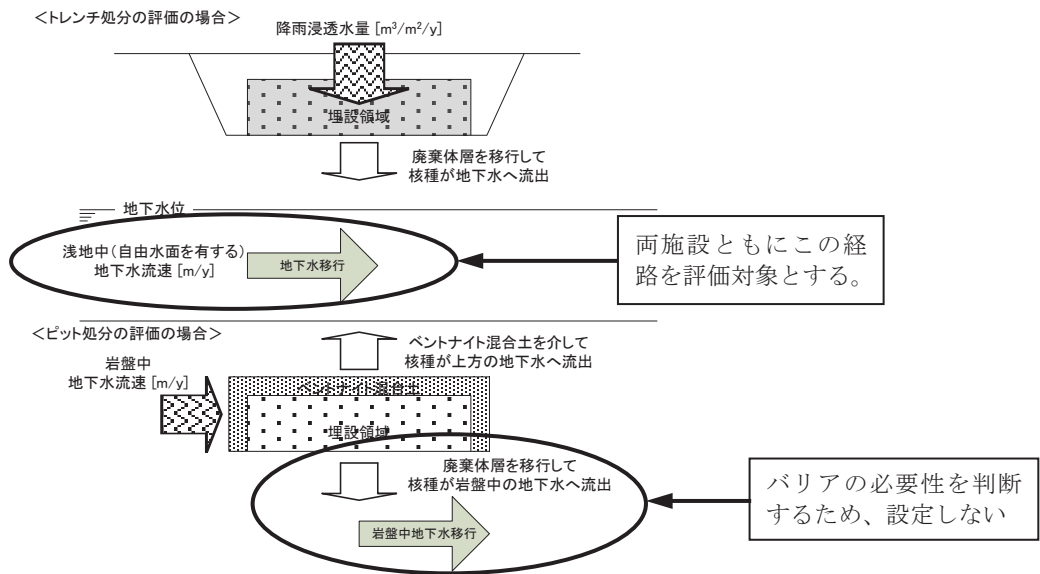 ＜トレンチ処分の評価の場合＞
降雨浸透水量 [m³/m²/y]
埋設領域
廃棄体層を移行して
核種が地下水へ流出
地下水位
浅地中(自由水面を有する)
地下水流速 [m/y]
地下水移行
両施設ともにこの経
路を評価対象とする。
＜ピット処分の評価の場合＞
ベントナイト混合土を介して
核種が上方の地下水へ流出
岩盤中
地下水流速 [m/y]
ベントナイト混合土
埋設領域
廃棄体層を移行して
核種が岩盤中の地下水へ流出
岩盤中地下水移行
バリアの必要性を判断
するため、設定しない